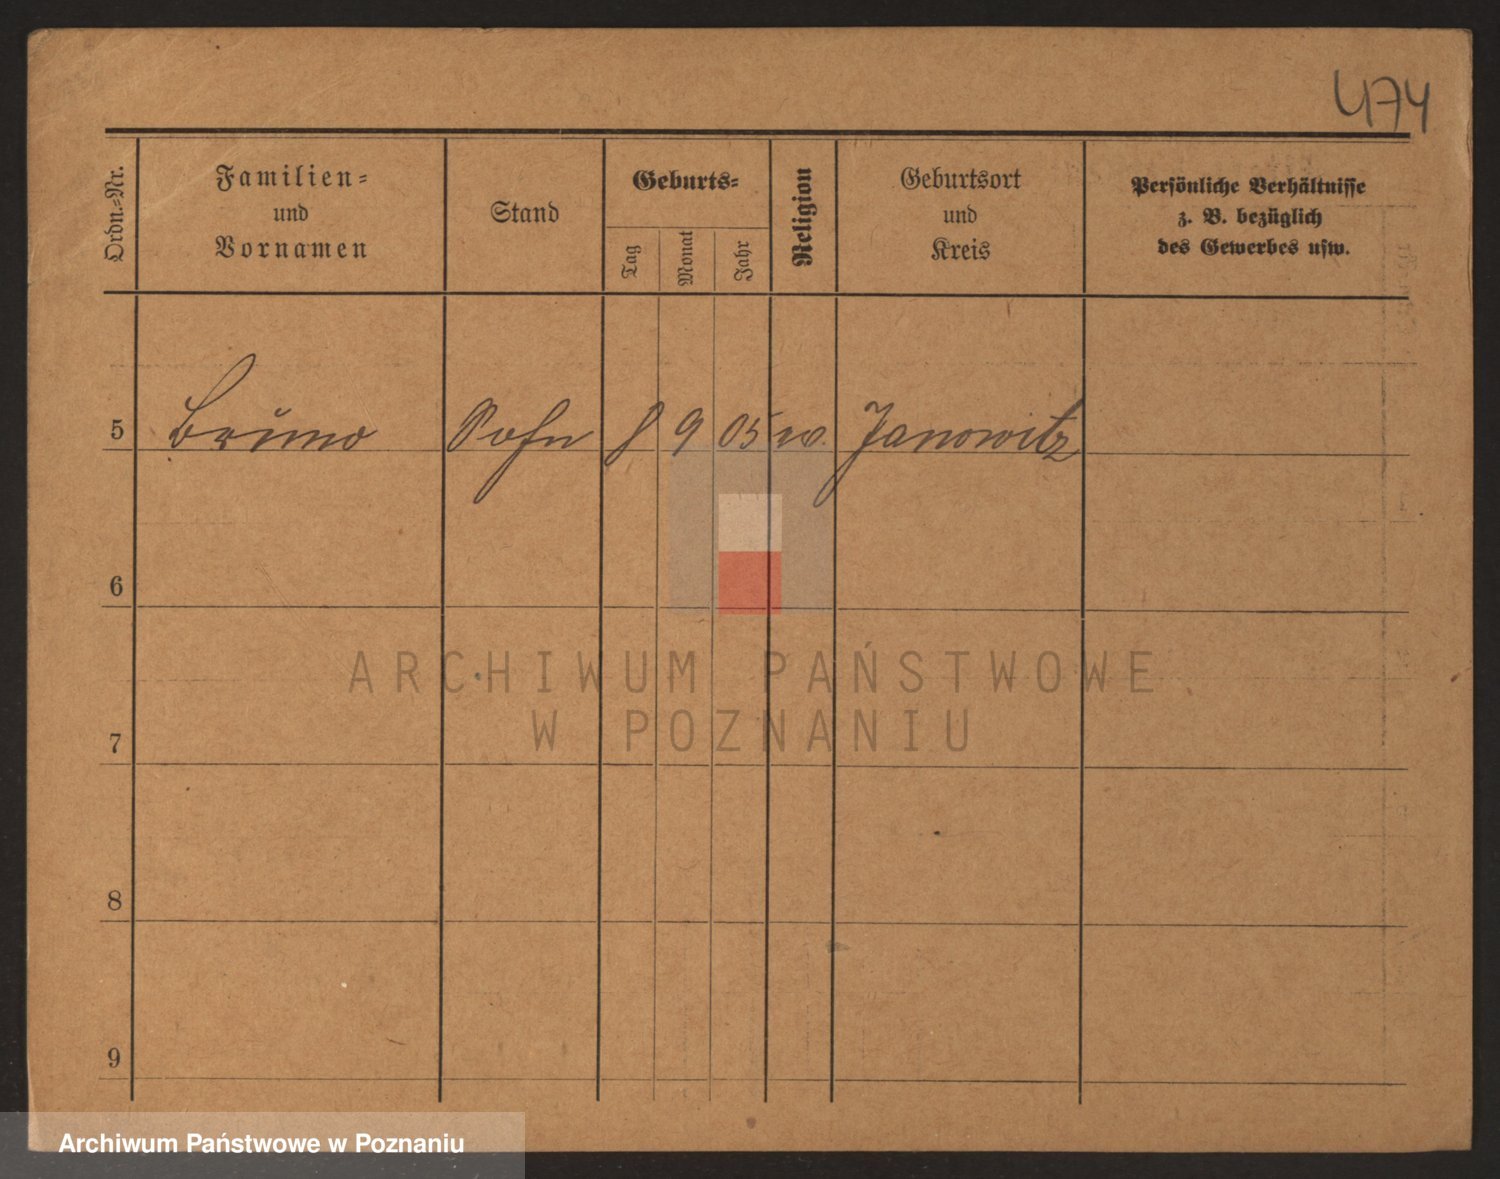 474
Ordn.-Nr.
Familien-
und
Vornamen
Stand
Geburts-
Tag
Monat
Jahr
Religion
Geburtsort
und
Kreis
Persönliche Verhältnisse
z. B. bezüglich
des Gewerbes usw.
5 Bruno Sohn 8 9 05 Janowitz
6
7
8
9
ARCHIWUM PAŃSTWOWE
W POZNANIU
Archiwum Państwowe w Poznaniu